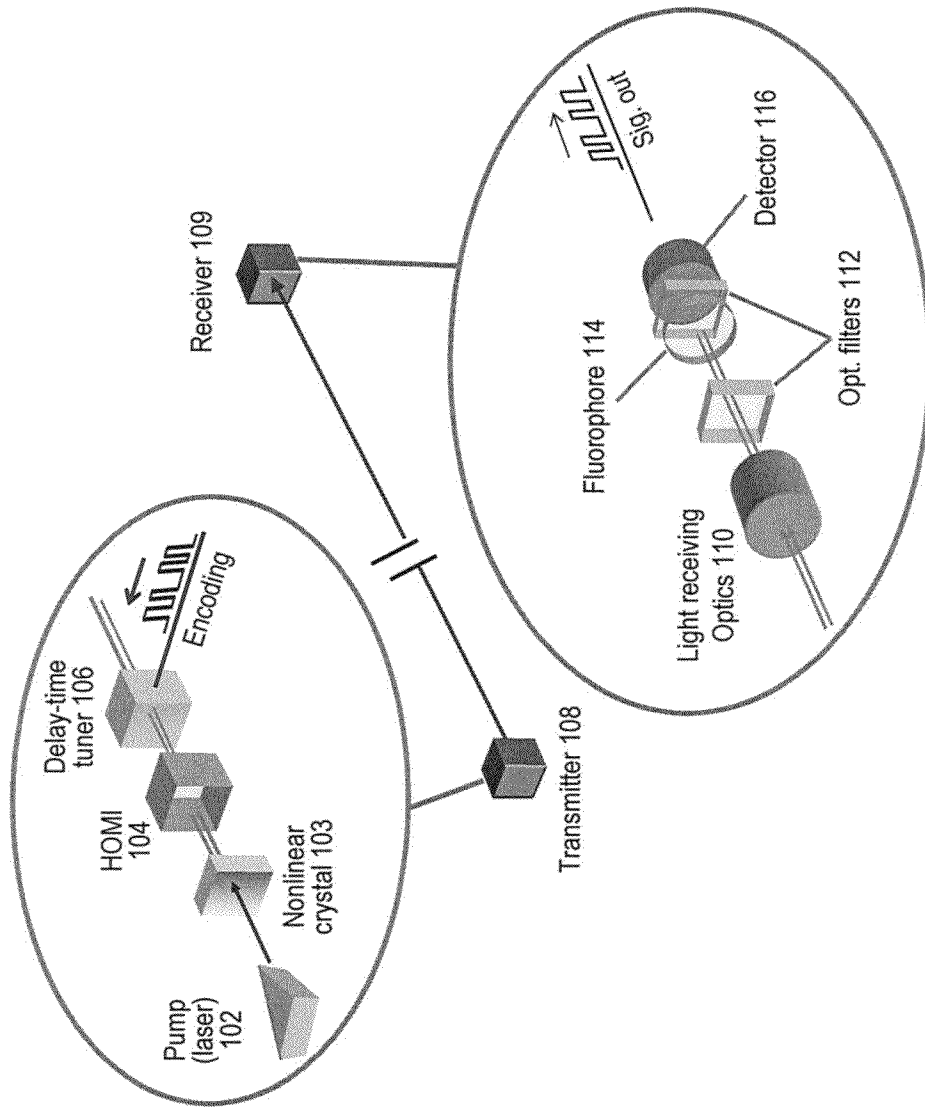 Pump
(laser)
102
Nonlinear
crystal 103
HOMI
104
Delay-time
tuner 106
Encoding
Transmitter 108
Receiver 109
Light receiving
Optics 110
Opt. filters 112
Fluorophore 114
Detector 116
Sig. out